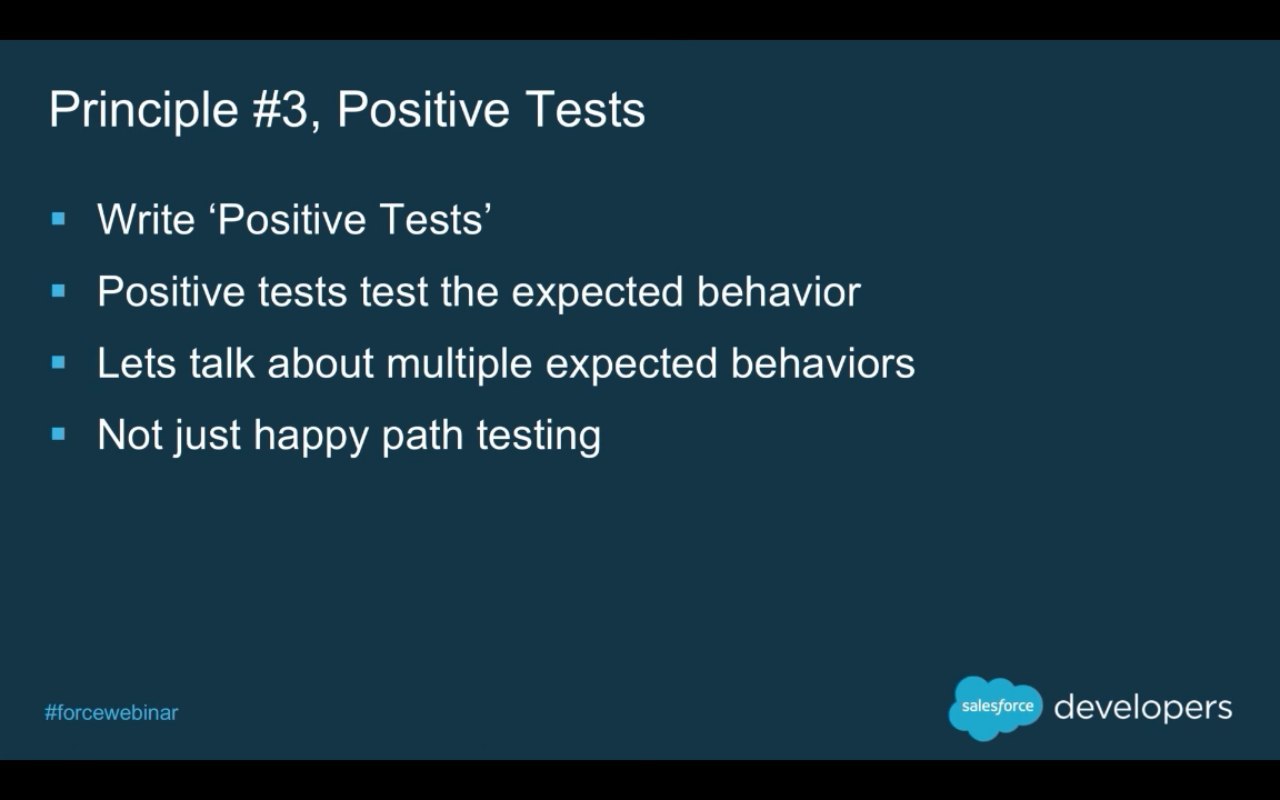 Principle #3, Positive Tests
Write ‘Positive Tests’
Positive tests test the expected behavior
Lets talk about multiple expected behaviors
Not just happy path testing
#forcewebinar
salesforce developers